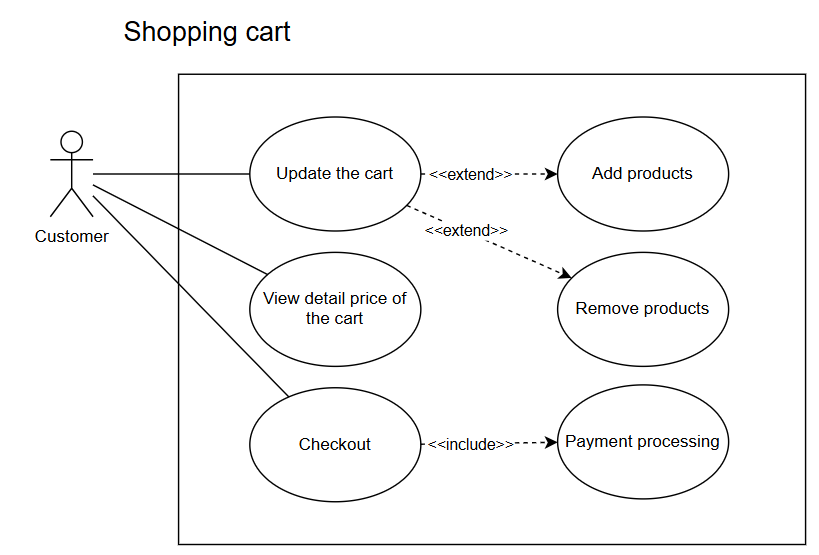 Shopping cart
Customer
Update the cart
<<extend>>
Add products
<<extend>>
View detail price of
the cart
Remove products
Checkout
<<include>>
Payment processing